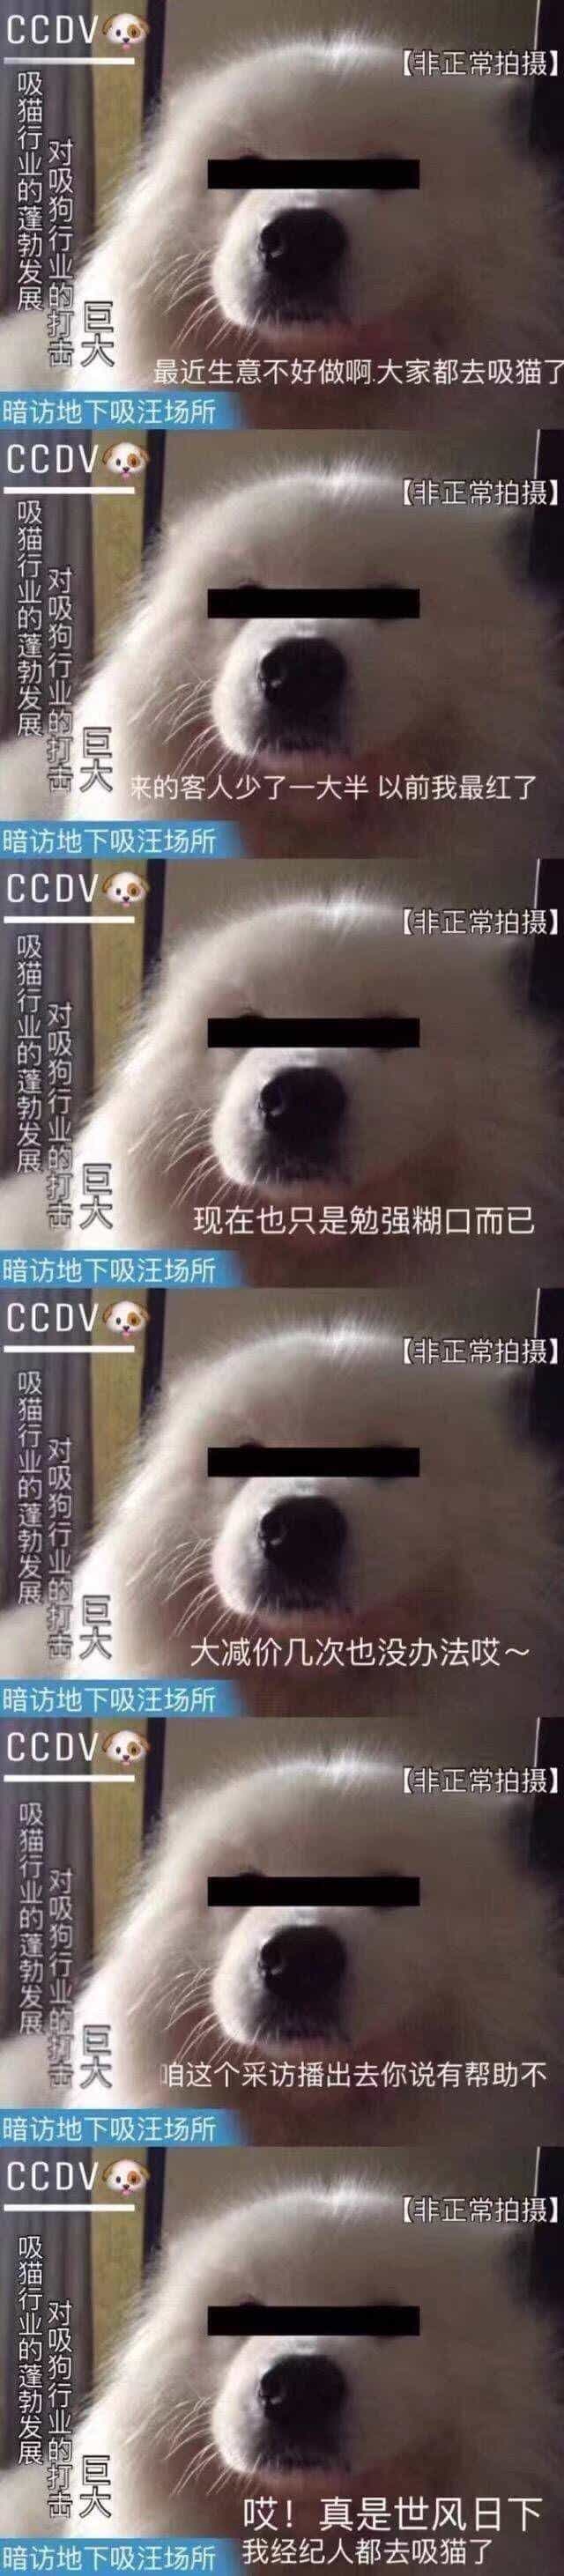 CCDV
【非正常拍摄】
吸猫行业的蓬勃发展
对吸狗行业的打击
巨大
最近生意不好做啊.大家都去吸猫了
暗访地下吸汪场所
CCDV
【非正常拍摄】
吸猫行业的蓬勃发展
对吸狗行业的打击
巨大
来的客人少了一大半 以前我最红了
暗访地下吸汪场所
CCDV
【非正常拍摄】
吸猫行业的蓬勃发展
对吸狗行业的打击
巨大
现在也只是勉强糊口而已
暗访地下吸汪场所
CCDV
【非正常拍摄】
吸猫行业的蓬勃发展
对吸狗行业的打击
巨大
大减价几次也没办法哎～
暗访地下吸汪场所
CCDV
【非正常拍摄】
吸猫行业的蓬勃发展
对吸狗行业的打击
巨大
咱这个采访播出去你说有帮助不
暗访地下吸汪场所
CCDV
【非正常拍摄】
吸猫行业的蓬勃发展
对吸狗行业的打击
巨大
哎！真是世风日下
我经纪人都去吸猫了
暗访地下吸汪场所